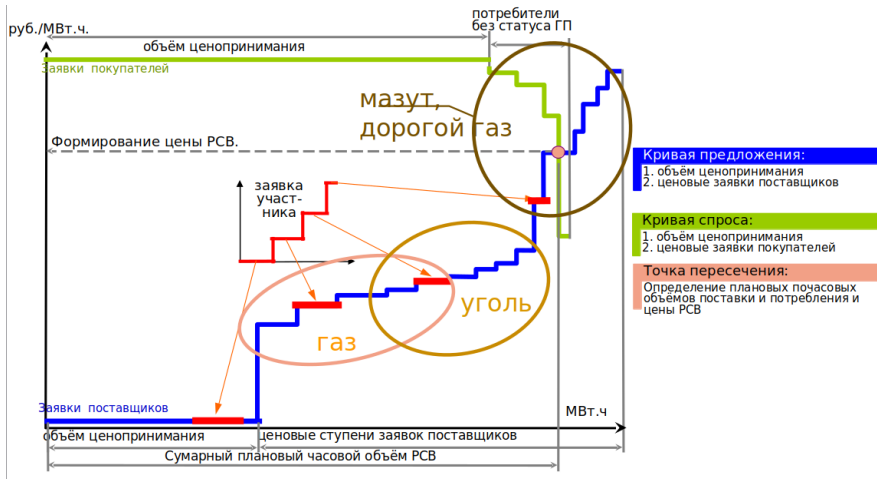 потребители
без статуса ГП
руб./МВт.ч.
объём ценопринимания
Заявки покупателей
мазут,
дорогой газ
Формирование цены РСВ.
заявка
участ-
ника
Кривая предложения:
1. объём ценопринимания
2. ценовые заявки поставщиков
Кривая спроса:
1. объём ценопринимания
2. ценовые заявки покупателей
Точка пересечения:
Определение плановых почасовых
объёмов поставки и потребления и
цены РСВ
уголь
газ
Заявки поставщиков
МВт.ч
объём ценопринимания
ценовые ступени заявок поставщиков
Сумарный плановый часовой объём РСВ